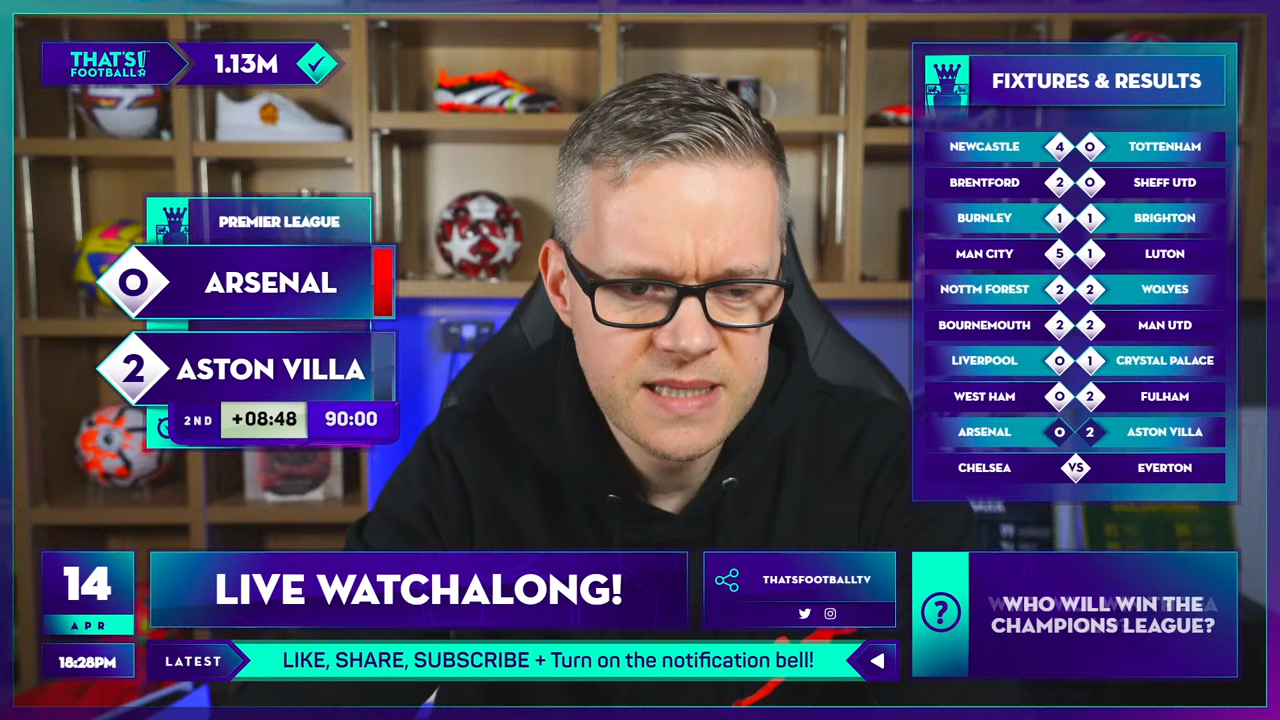 THAT'S!
FOOTBALL
1.13M
PREMIER LEAGUE
0 ARSENAL
2 ASTON VILLA
2ND +08:48 90:00
FIXTURES & RESULTS
NEWCASTLE 4 0 TOTTENHAM
BRENTFORD 2 0 SHEFF UTD
BURNLEY 1 1 BRIGHTON
MAN CITY 5 1 LUTON
NOTTM FOREST 2 2 WOLVES
BOURNEMOUTH 2 2 MAN UTD
LIVERPOOL 0 1 CRYSTAL PALACE
WEST HAM 0 2 FULHAM
ARSENAL 0 2 ASTON VILLA
CHELSEA VS EVERTON
14
APR
18:28PM
LIVE WATCHALONG!
THATSFOOTBALLTV
LATEST
LIKE, SHARE, SUBSCRIBE + Turn on the notification bell!
?
WHO WILL WIN THE
CHAMPIONS LEAGUE?